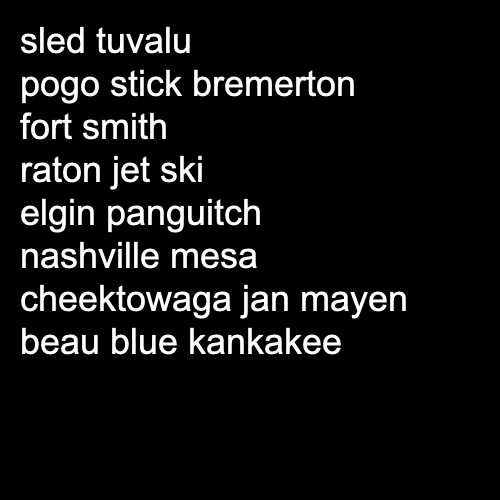 sled tuvalu
pogo stick bremerton
fort smith
raton jet ski
elgin panguitch
nashville mesa
cheektowaga jan mayen
beau blue kankakee